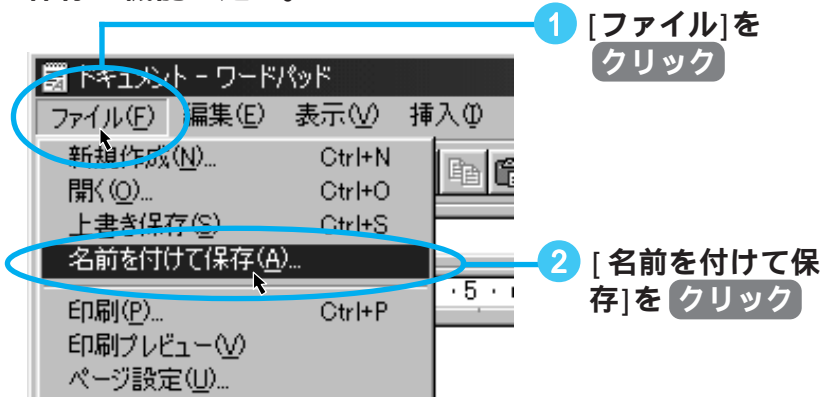 1 [ファイル]を
クリック
ドキュメント - ワードパッド
ファイル(F) 編集(E) 表示(V) 挿入(I)
新規作成(N)... Ctrl+N
開く(O)... Ctrl+O
上書き保存(S) Ctrl+S
名前を付けて保存(A)...
2 [名前を付けて保
存]を クリック
·5·
印刷(P)... Ctrl+P
印刷プレビュー(V)
ページ設定(U)...